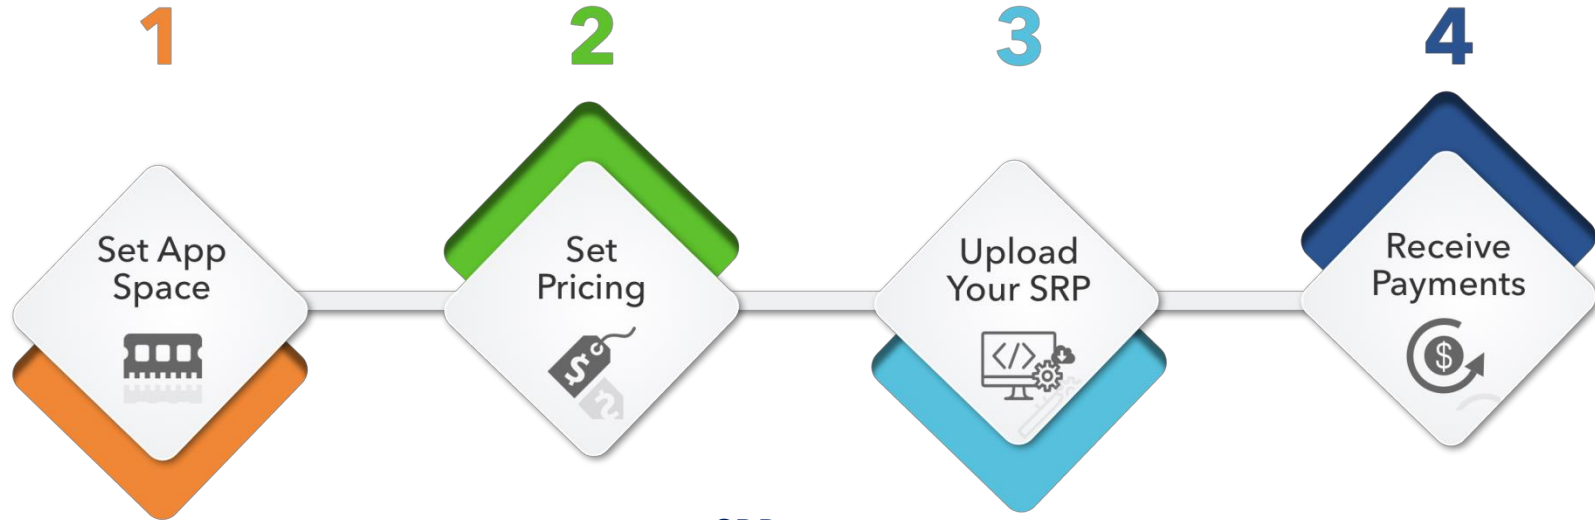 1
2
3
4
Set App
Space
Set
Pricing
Upload
Your SRP
Receive
Payments